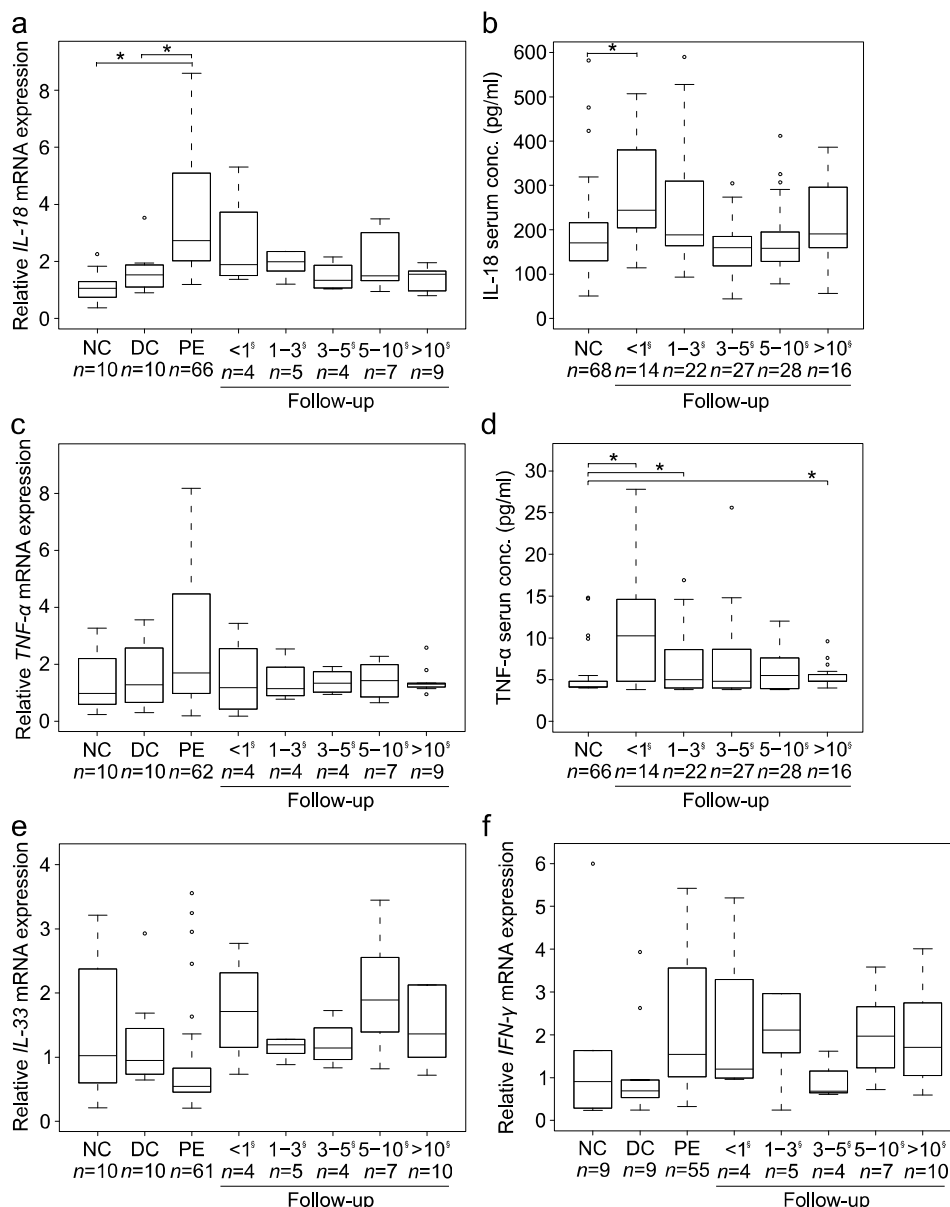 a
Relative IL-18 mRNA expression
8
6
4
2
0
* *
NC DC PE <1§ 1–3§ 3–5§ 5–10§ >10§
n=10 n=10 n=66 n=4 n=5 n=4 n=7 n=9
Follow-up
b
IL-18 serum conc. (pg/ml)
600
500
400
300
200
100
0
*
NC <1§ 1–3§ 3–5§ 5–10§ >10§
n=68 n=14 n=22 n=27 n=28 n=16
Follow-up
c
Relative TNF-α mRNA expression
8
6
4
2
0
NC DC PE <1§ 1–3§ 3–5§ 5–10§ >10§
n=10 n=10 n=62 n=4 n=4 n=4 n=7 n=9
Follow-up
d
TNF-α serun conc. (pg/ml)
30
25
20
15
10
5
0
* * *
NC <1§ 1–3§ 3–5§ 5–10§ >10§
n=66 n=14 n=22 n=27 n=28 n=16
Follow-up
e
Relative IL-33 mRNA expression
4
3
2
1
0
NC DC PE <1§ 1–3§ 3–5§ 5–10§ >10§
n=10 n=10 n=61 n=4 n=5 n=4 n=7 n=10
Follow-up
f
Relative IFN-γ mRNA expression
6
5
4
3
2
1
0
NC DC PE <1§ 1–3§ 3–5§ 5–10§ >10§
n=9 n=9 n=55 n=4 n=5 n=4 n=7 n=10
Follow-up